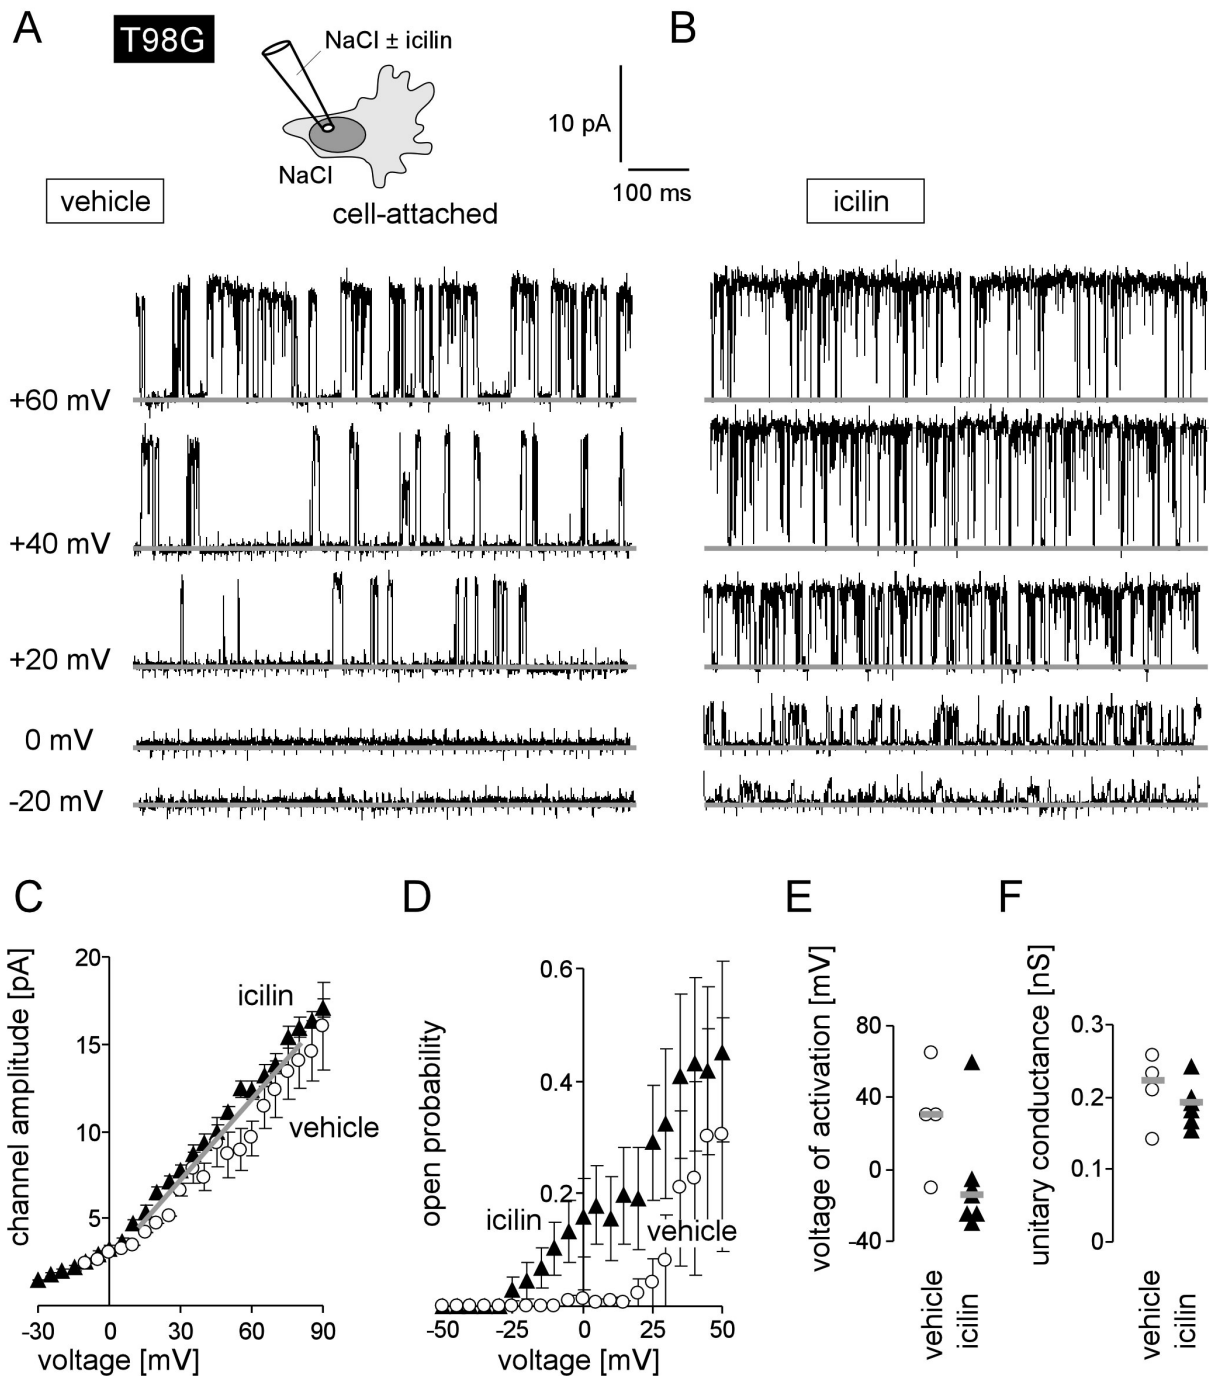 A
T98G
NaCl ± icilin
B
10 pA
NaCl
100 ms
vehicle
cell-attached
icilin
+60 mV
+40 mV
+20 mV
0 mV
-20 mV
C
channel amplitude [pA]
20
15
10
5
icilin
vehicle
-30
0
30
60
90
voltage [mV]
D
open probability
0.6
0.4
0.2
icilin
vehicle
-50
-25
0
25
50
voltage [mV]
E
voltage of activation [mV]
80
40
0
-40
vehicle
icilin
F
unitary conductance [nS]
0.3
0.2
0.1
0
vehicle
icilin